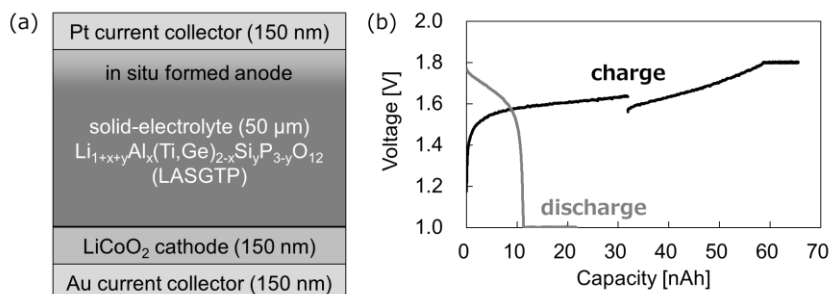 (a)
Pt current collector (150 nm)
in situ formed anode
solid-electrolyte (50 μm)
Li1+x+yAlx(Ti,Ge)2-xSiyP3-yO12
(LASGTP)
LiCoO2 cathode (150 nm)
Au current collector (150 nm)
(b)
Voltage [V]
1.8
1.6
1.4
1.2
1.0
charge
discharge
0 10 20 30 40 50 60 70
Capacity [nAh]